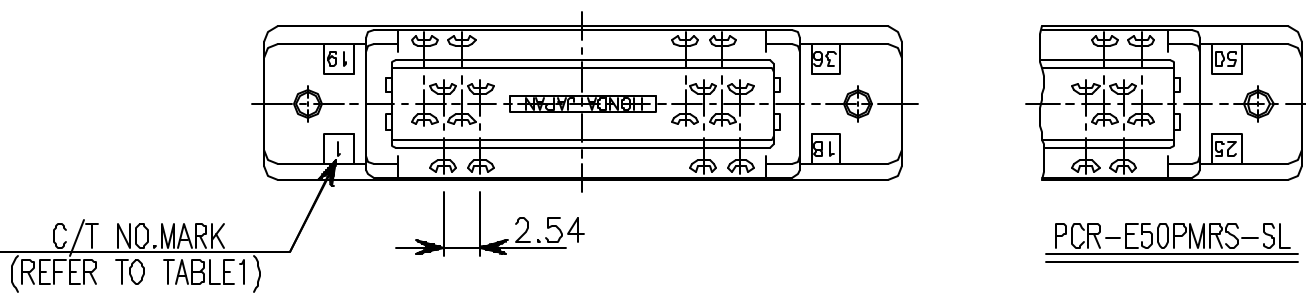 19
36
50
HONDA JAPAN
1
18
25
C/T NO.MARK
(REFER TO TABLE1)
2.54
PCR-E50PMRS-SL